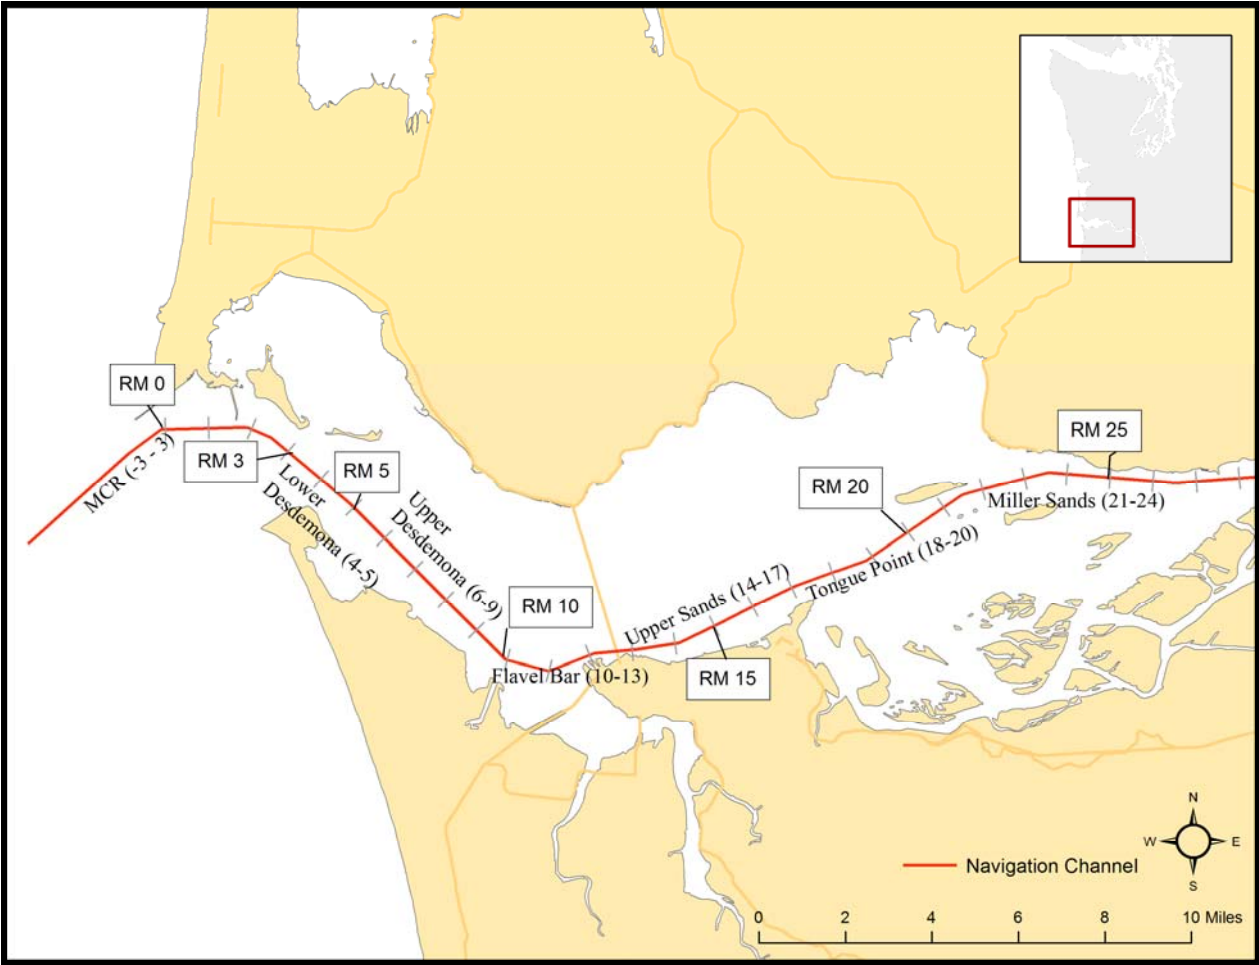 RM 0
MCR (-3 - 3)
RM 3
Lower
Desdemona (4-5)
RM 5
Upper
Desdemona (6-9)
RM 10
Flavel Bar (10-13)
Upper Sands (14-17)
RM 15
Tongue Point (18-20)
RM 20
Miller Sands (21-24)
RM 25
N
W E
S
Navigation Channel
0 2 4 6 8 10 Miles